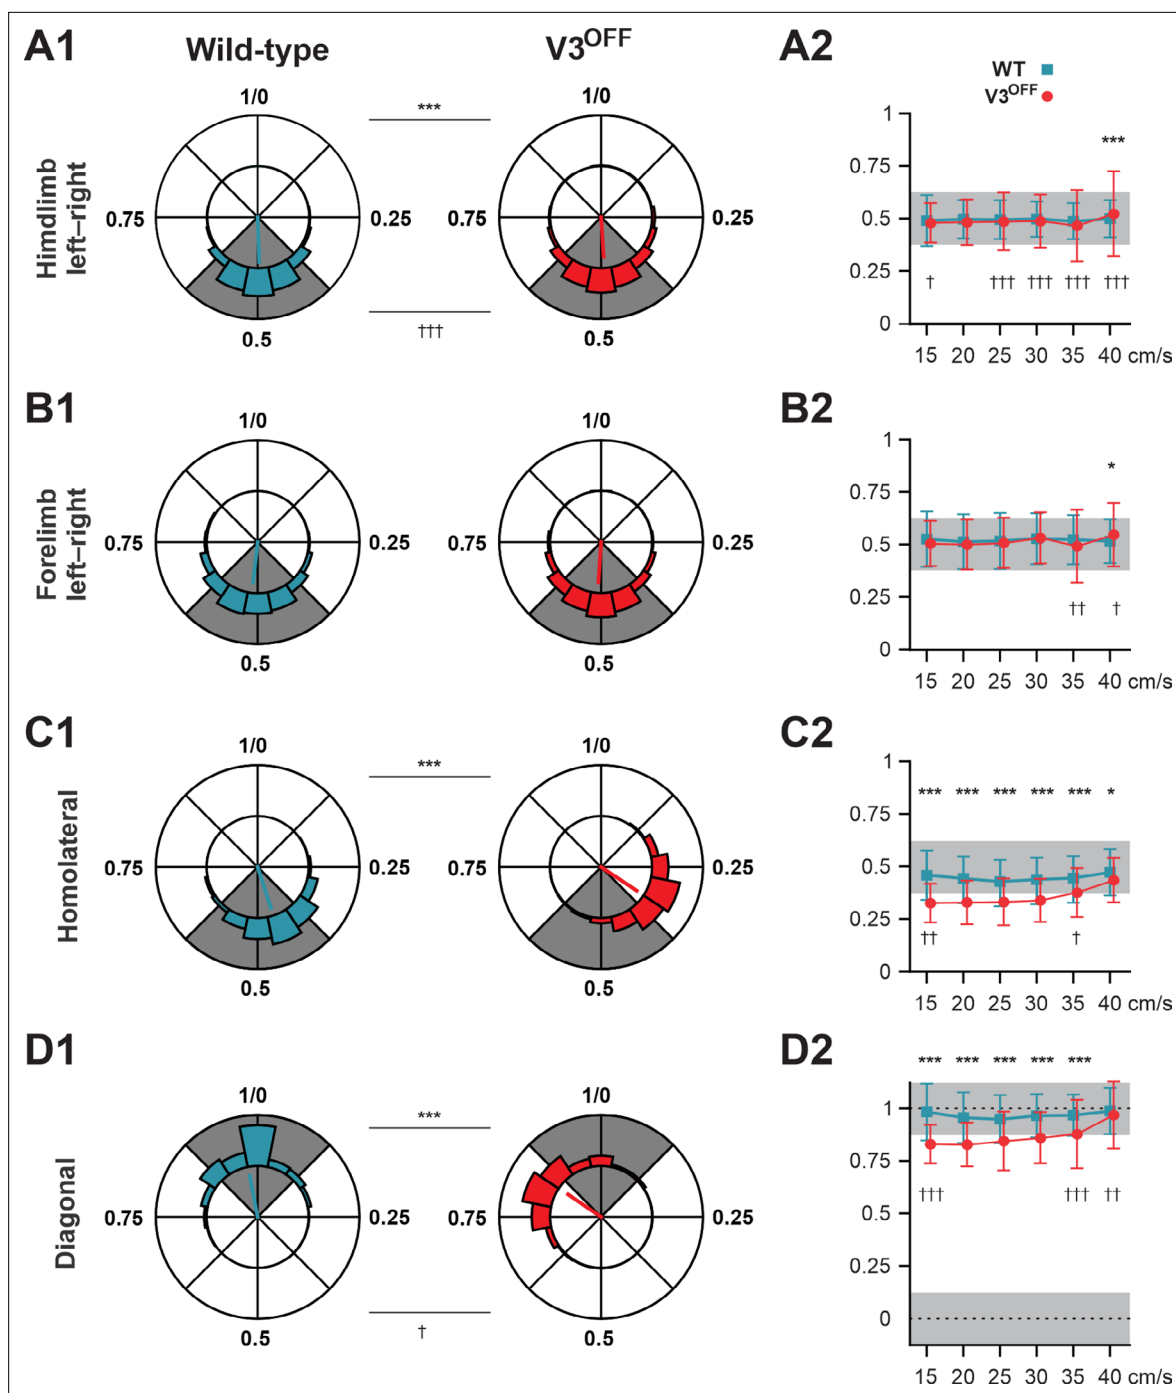 A1 Wild-type V3OFF A2
WT
V3OFF
Himdlimb
left–right
1/0 *** 1/0
0.75 0.25 0.75 0.25
0.5 ††† 0.5
1
0.75
0.5
0.25
0
***
† ††† ††† ††† †††
15 20 25 30 35 40 cm/s
B1 B2
Forelimb
left–right
1/0 1/0
0.75 0.25 0.75 0.25
0.5 0.5
1
0.75
0.5
0.25
0
*
†† †
15 20 25 30 35 40 cm/s
C1 C2
Homolateral
1/0 *** 1/0
0.75 0.25 0.75 0.25
0.5 0.5
1
0.75
0.5
0.25
0
*** *** *** *** *** *
†† †
15 20 25 30 35 40 cm/s
D1 D2
Diagonal
1/0 *** 1/0
0.75 0.25 0.75 0.25
0.5 † 0.5
*** *** *** *** ***
1
0.75
0.5
0.25
0
††† ††† ††
15 20 25 30 35 40 cm/s